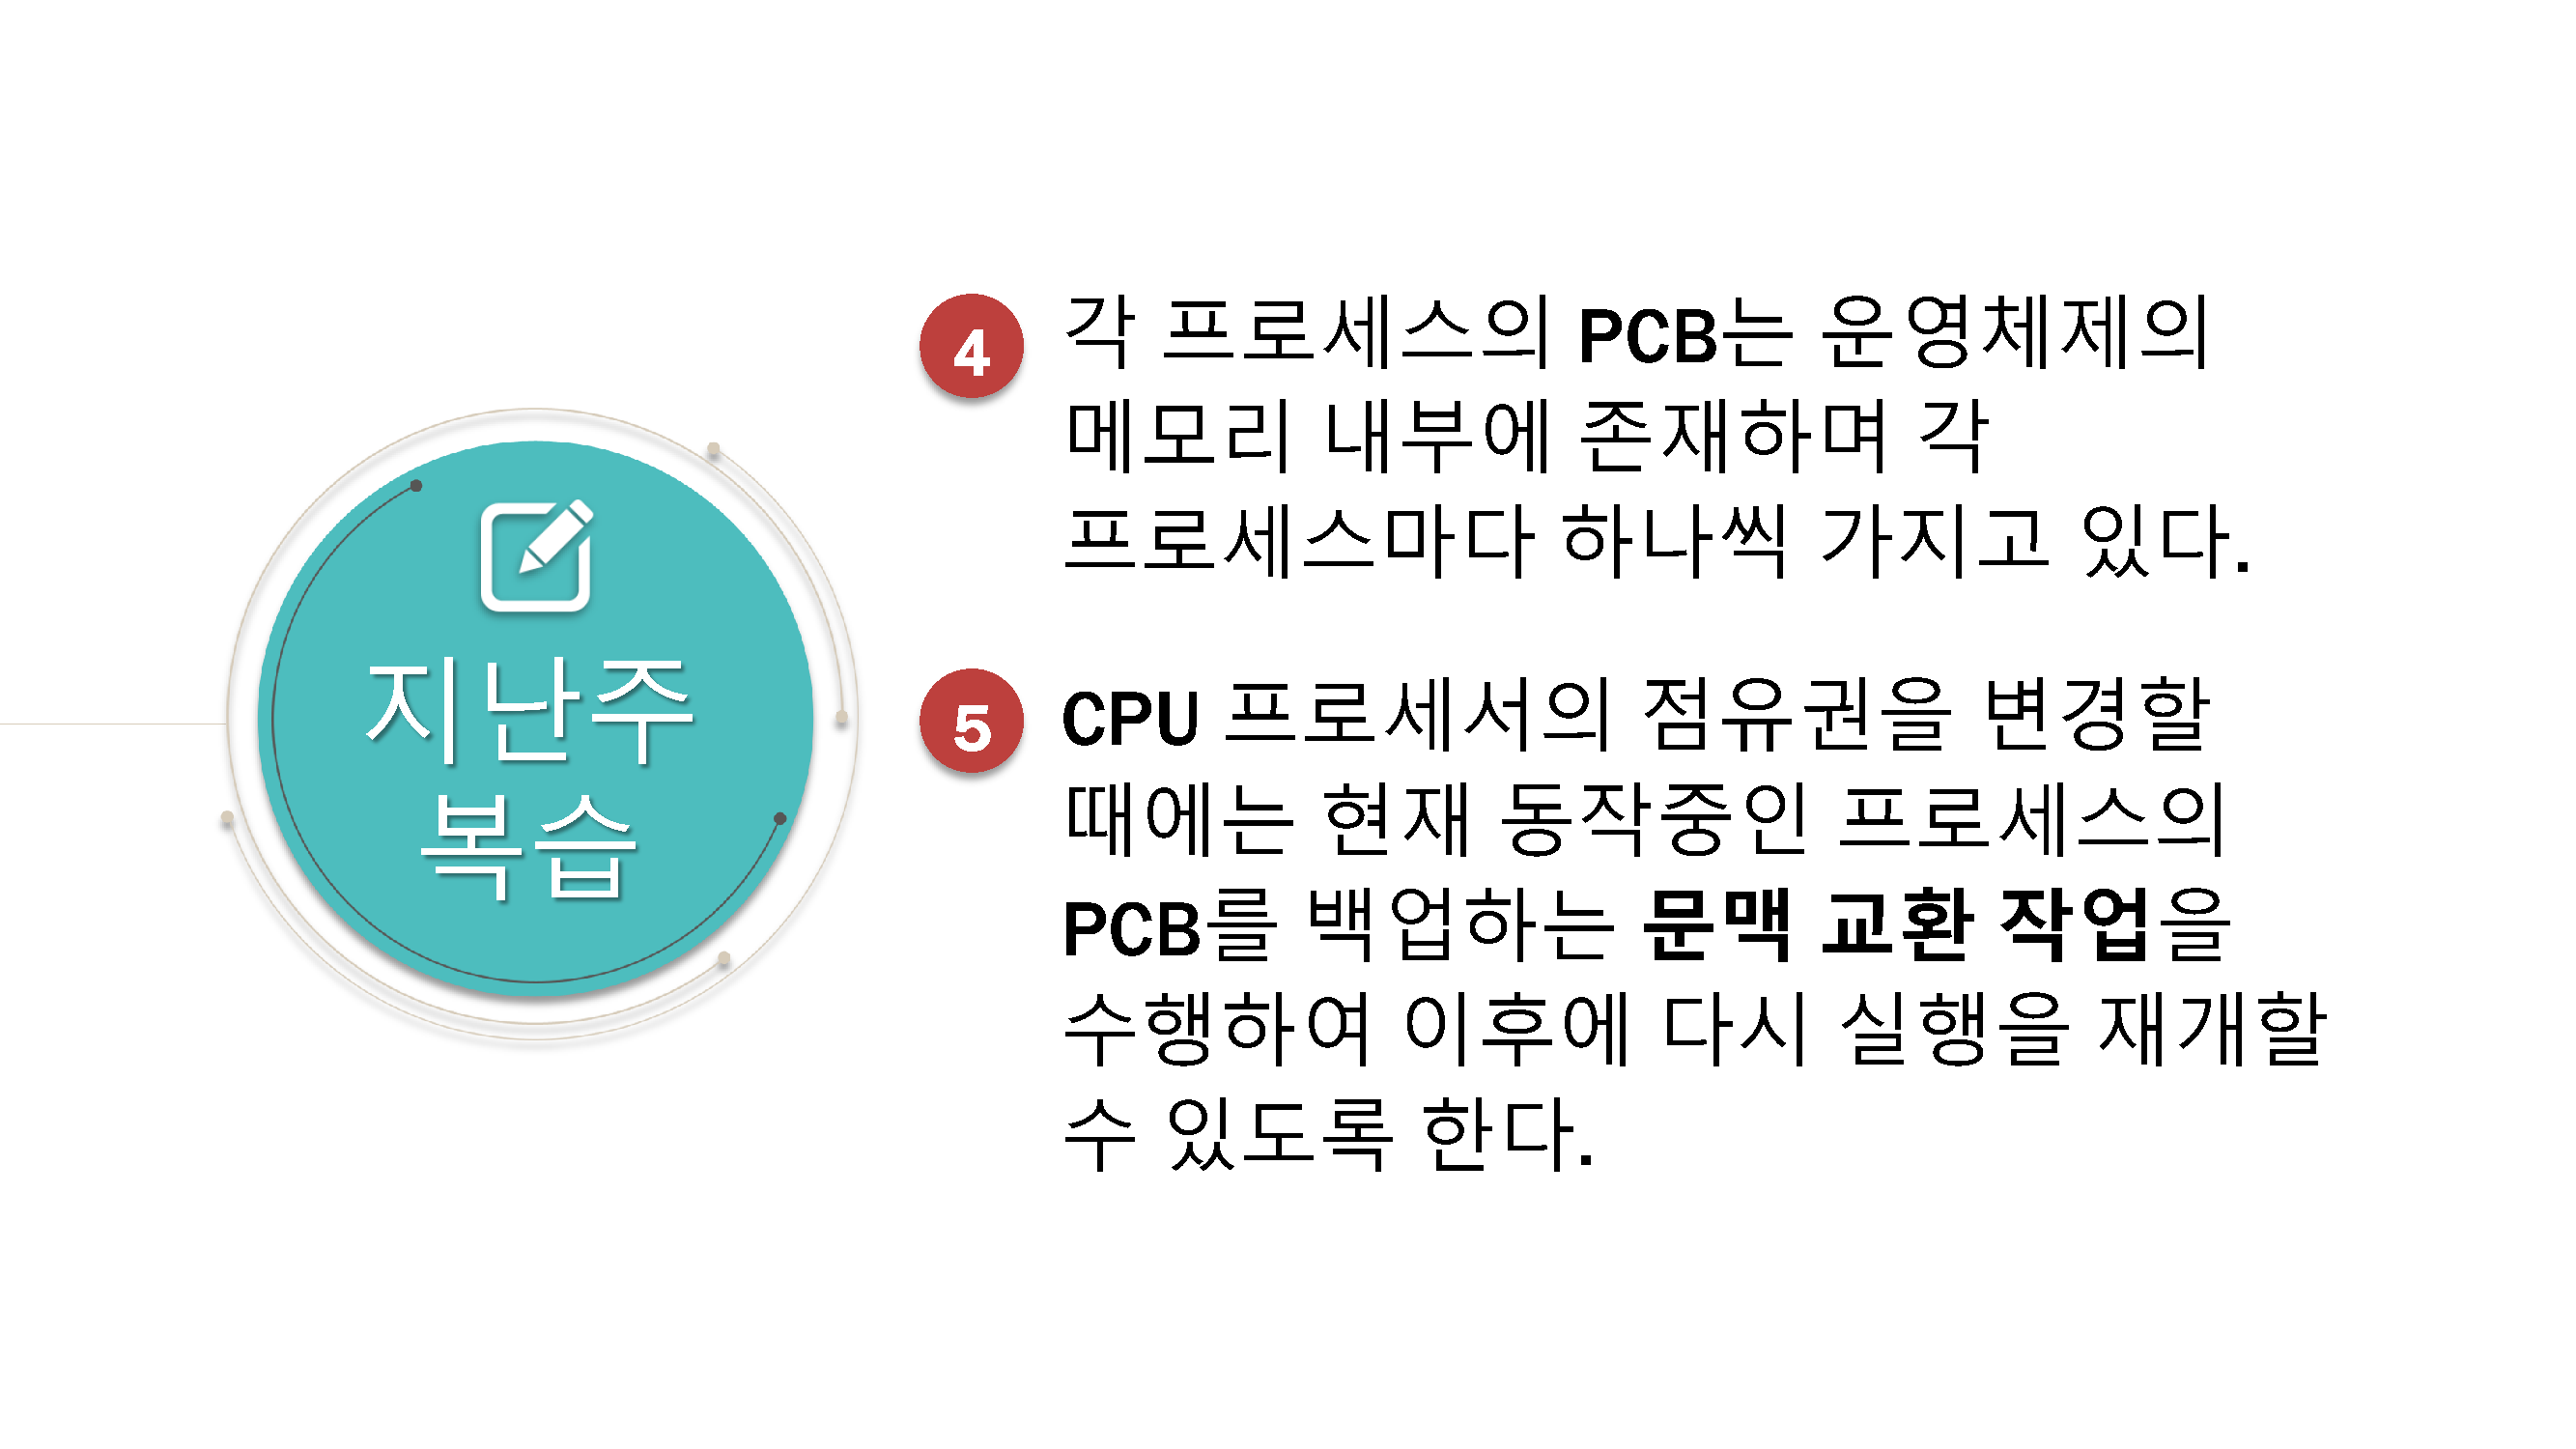 지난주
복습
4
각 프로세스의 PCB는 운영체제의
메모리 내부에 존재하며 각
프로세스마다 하나씩 가지고 있다.
5
CPU 프로세서의 점유권을 변경할
때에는 현재 동작중인 프로세스의
PCB를 백업하는 문맥 교환 작업을
수행하여 이후에 다시 실행을 재개할
수 있도록 한다.